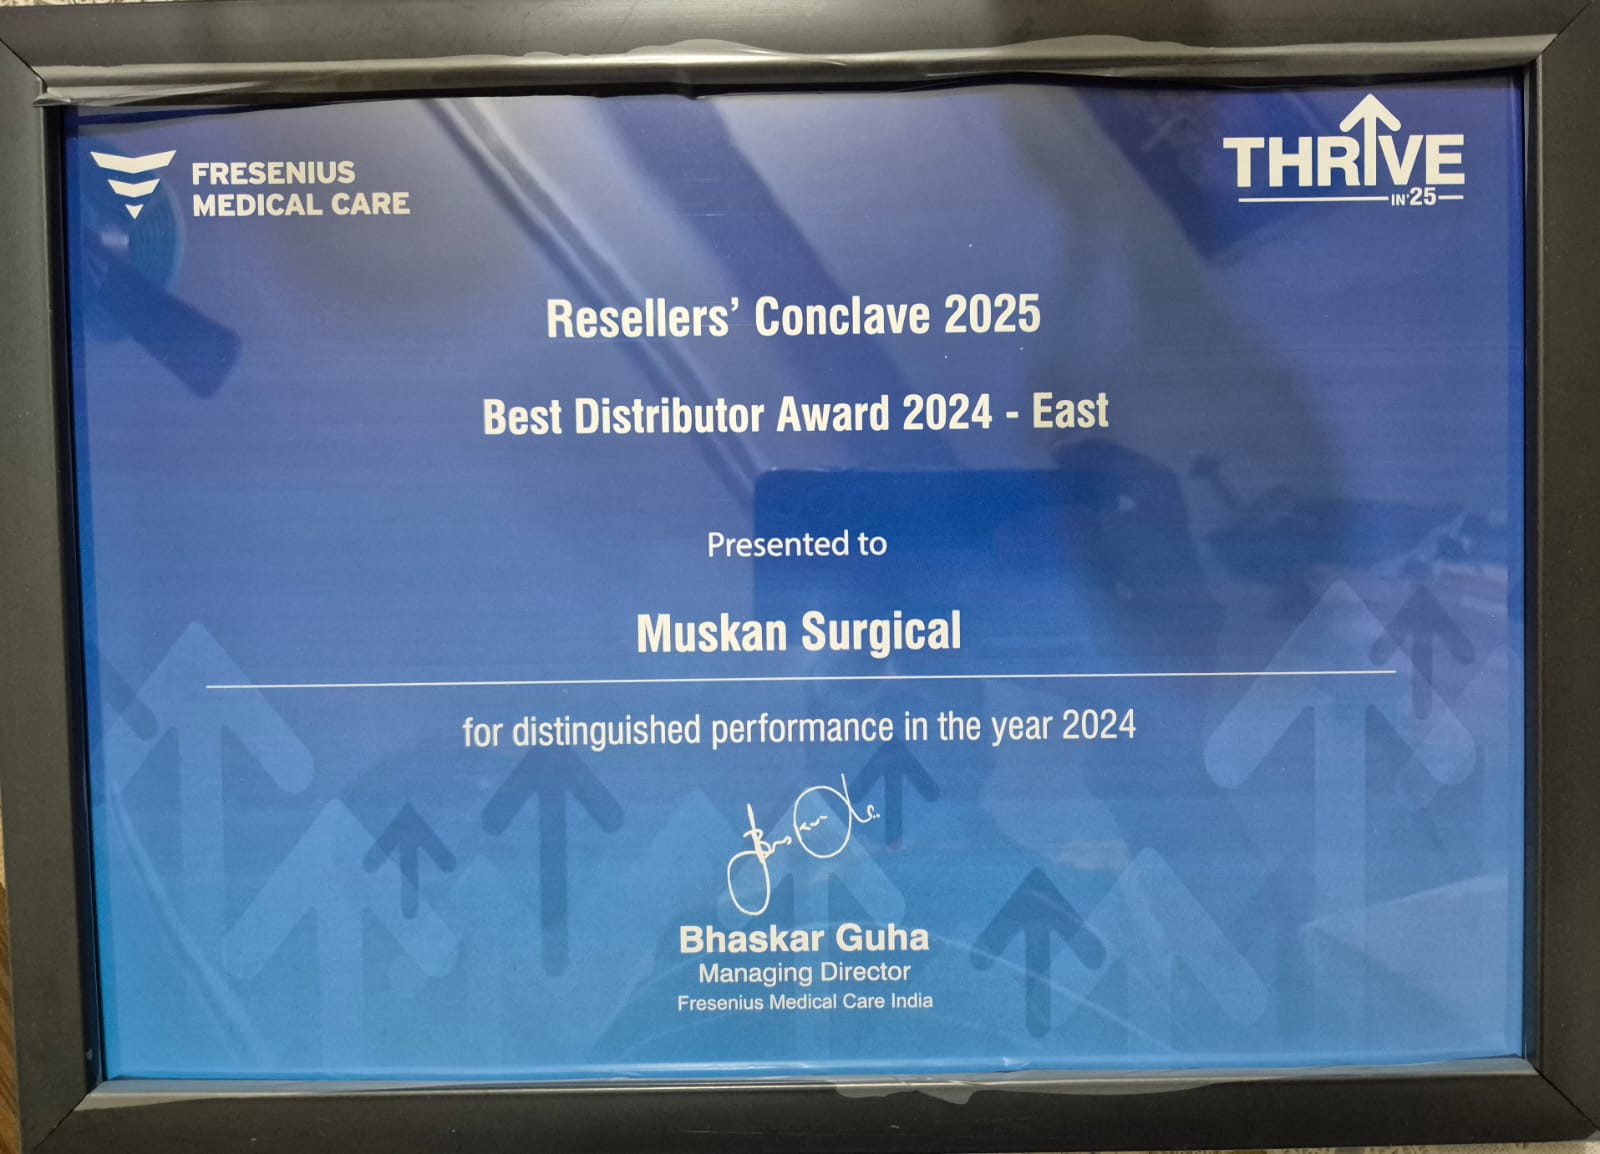 FRESENIUS
MEDICAL CARE
THRIVE
IN'25
Resellers’ Conclave 2025
Best Distributor Award 2024 - East
Presented to
Muskan Surgical
for distinguished performance in the year 2024
Bhaskar Guha
Managing Director
Fresenius Medical Care India